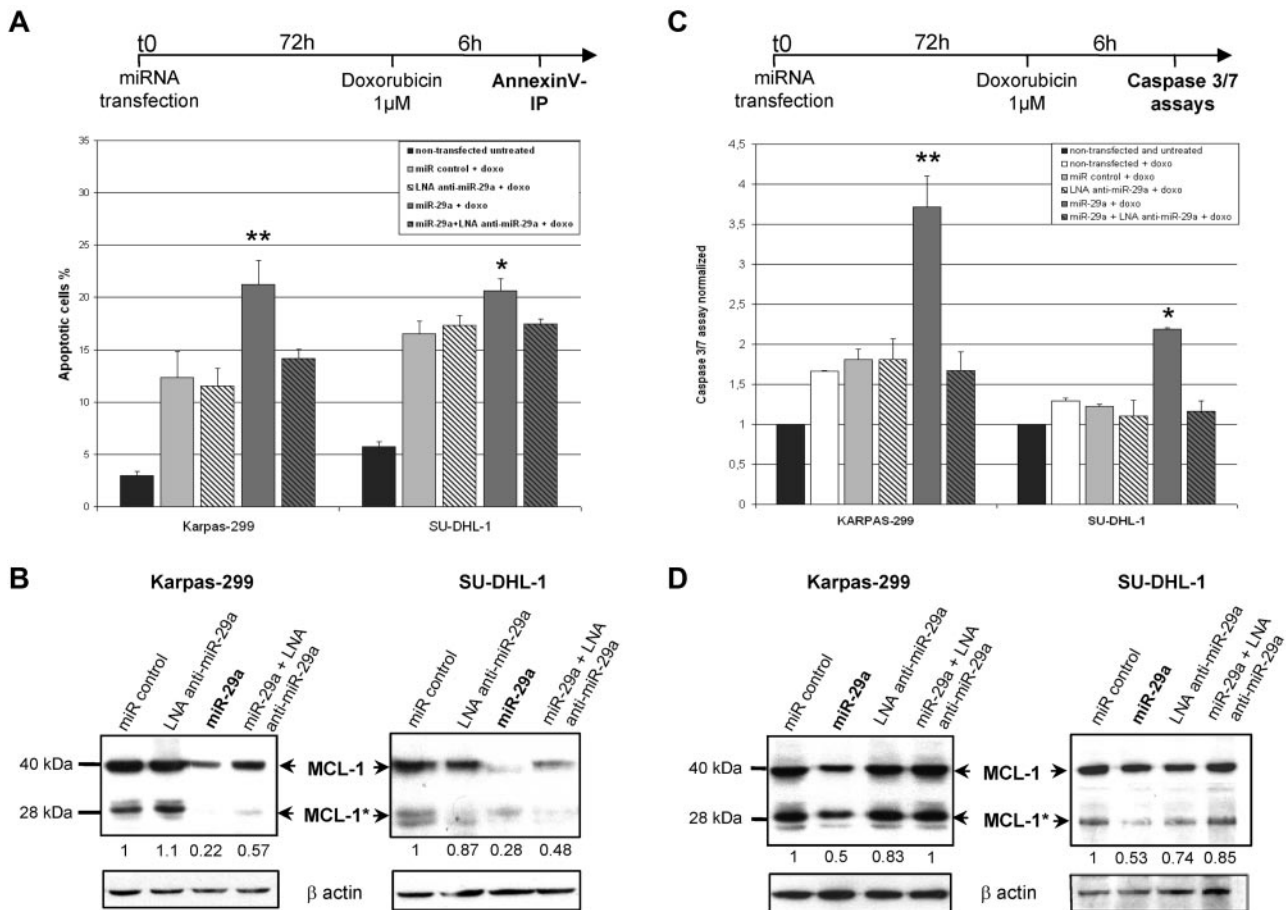 A
t0
72h
6h
miRNA
transfection
Doxorubicin
1µM
AnnexinV-
IP
35
30
25
20
15
10
5
0
Apoptotic cells %
non-transfected untreated
miR control + doxo
LNA anti-miR-29a + doxo
miR-29a + doxo
miR-29a+LNA anti-miR-29a + doxo
**
*
Karpas-299
SU-DHL-1
C
t0
72h
6h
miRNA
transfection
Doxorubicin
1µM
Caspase 3/7
assays
4,5
4
3,5
3
2,5
2
1,5
1
0,5
0
Caspase 3/7 assay normalized
non-transfected and untreated
non-transfected + doxo
miR control + doxo
LNA anti-miR-29a + doxo
miR-29a + doxo
miR-29a + LNA anti-miR-29a + doxo
**
*
KARPAS-299
SU-DHL-1
B
Karpas-299
SU-DHL-1
miR control
LNA anti-miR-29a
miR-29a
miR-29a + LNA
anti-miR-29a
miR control
LNA anti-miR-29a
miR-29a
miR-29a + LNA
anti-miR-29a
40 kDa
MCL-1
28 kDa
MCL-1*
1 1.1 0.22 0.57
1 0.87 0.28 0.48
β actin
D
Karpas-299
SU-DHL-1
miR control
miR-29a
LNA anti-miR-29a
miR-29a + LNA
anti-miR-29a
miR control
miR-29a
LNA anti-miR-29a
miR-29a + LNA
anti-miR-29a
40 kDa
MCL-1
28 kDa
MCL-1*
1 0.5 0.83 1
1 0.53 0.74 0.85
β actin